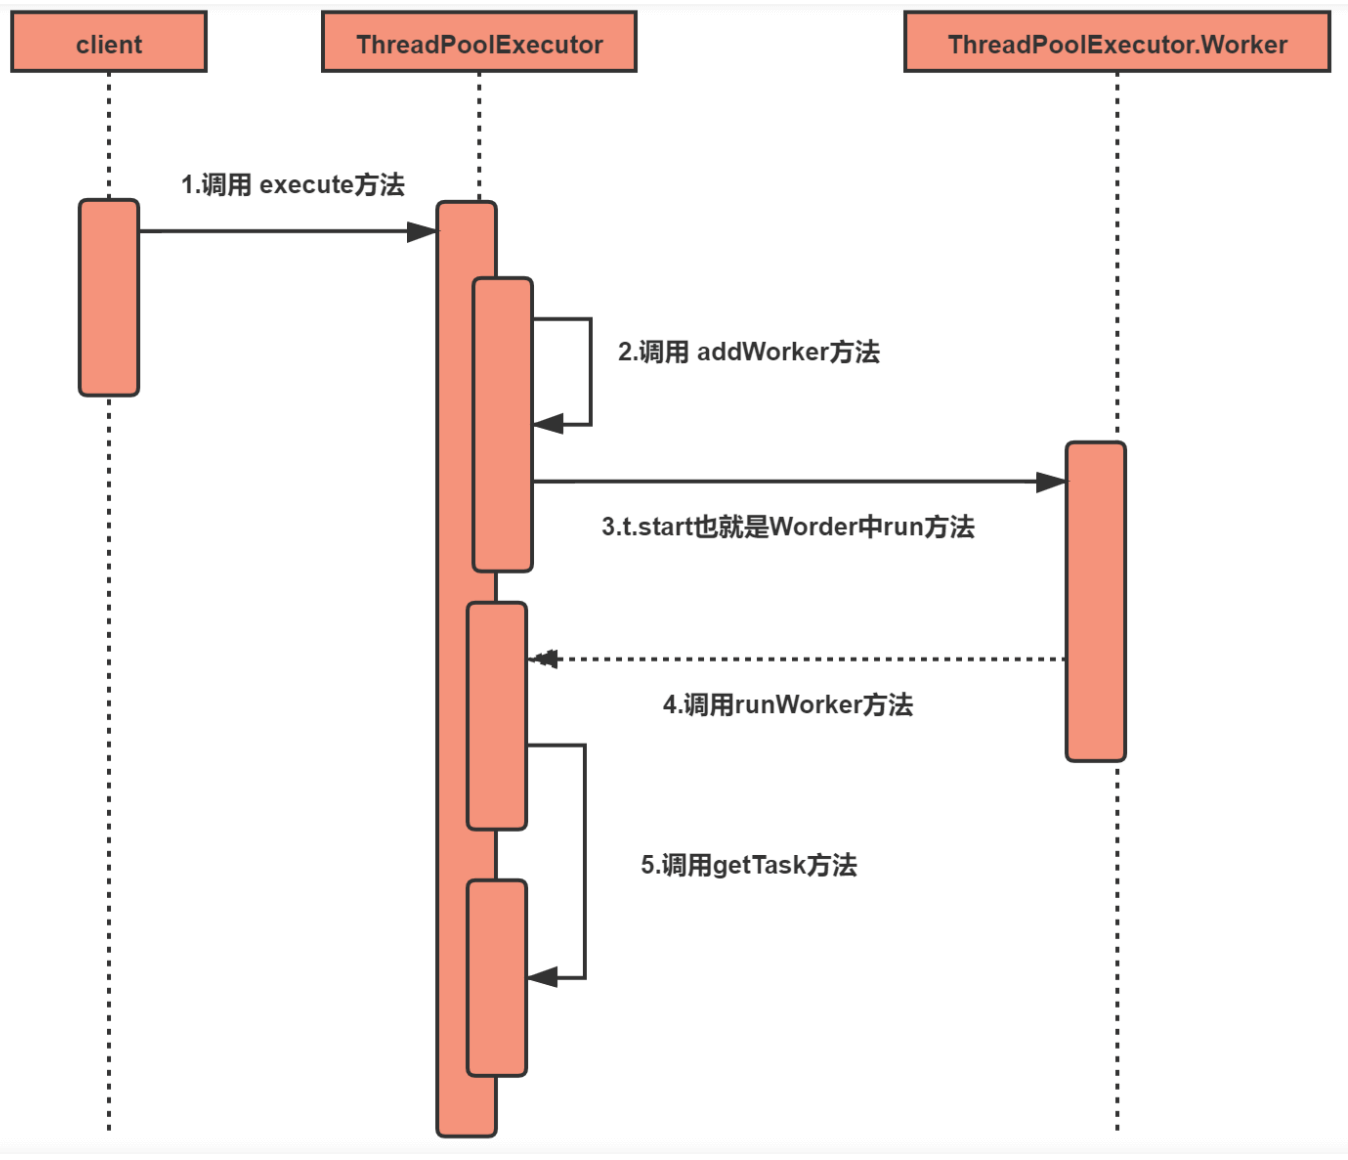 client
ThreadPoolExecutor
ThreadPoolExecutor.Worker
1.调用 execute方法
2.调用 addWorker方法
3.t.start也就是Worder中run方法
4.调用runWorker方法
5.调用getTask方法